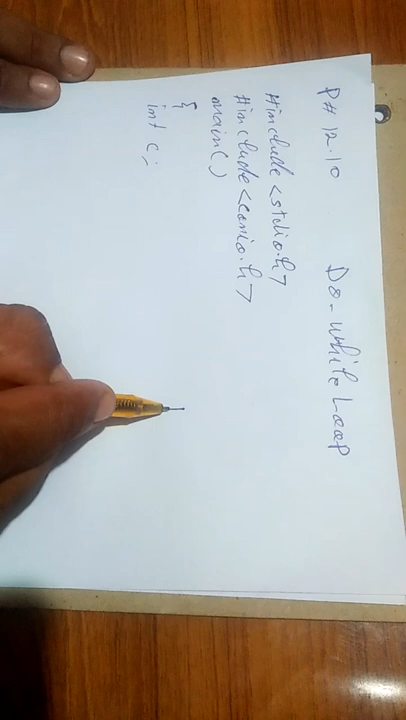 P# 12.10 Do-while Loop
#include <stdio.h>
#include <conio.h>
main()
{
int c;